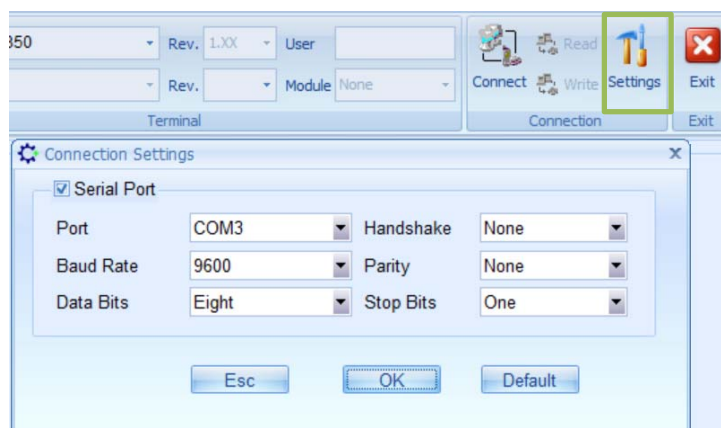 350 Rev. 1.XX User
Rev. Module None
Connect Read Write Settings Exit
Terminal Connection Exit
Connection Settings
Serial Port
Port COM3 Handshake None
Baud Rate 9600 Parity None
Data Bits Eight Stop Bits One
Esc OK Default